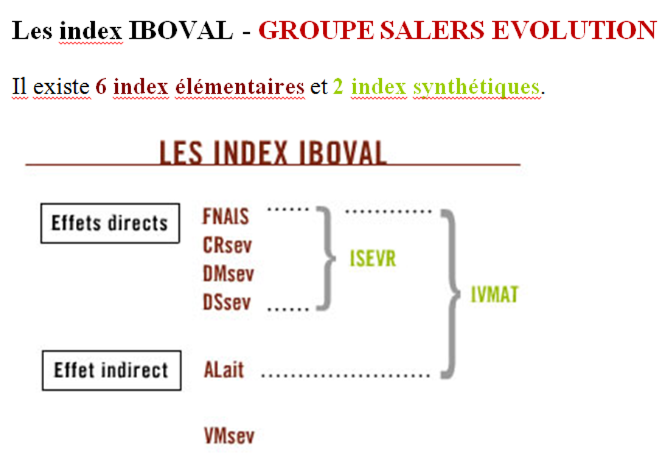 Les index IBOVAL - GROUPE SALERS EVOLUTION
Il existe 6 index élémentaires et 2 index synthétiques.
LES INDEX IBOVAL
Effets directs
FNAIS
CRsev
DMsev
DSsev
ISEVR
IVMAT
Effet indirect
ALait
VMsev